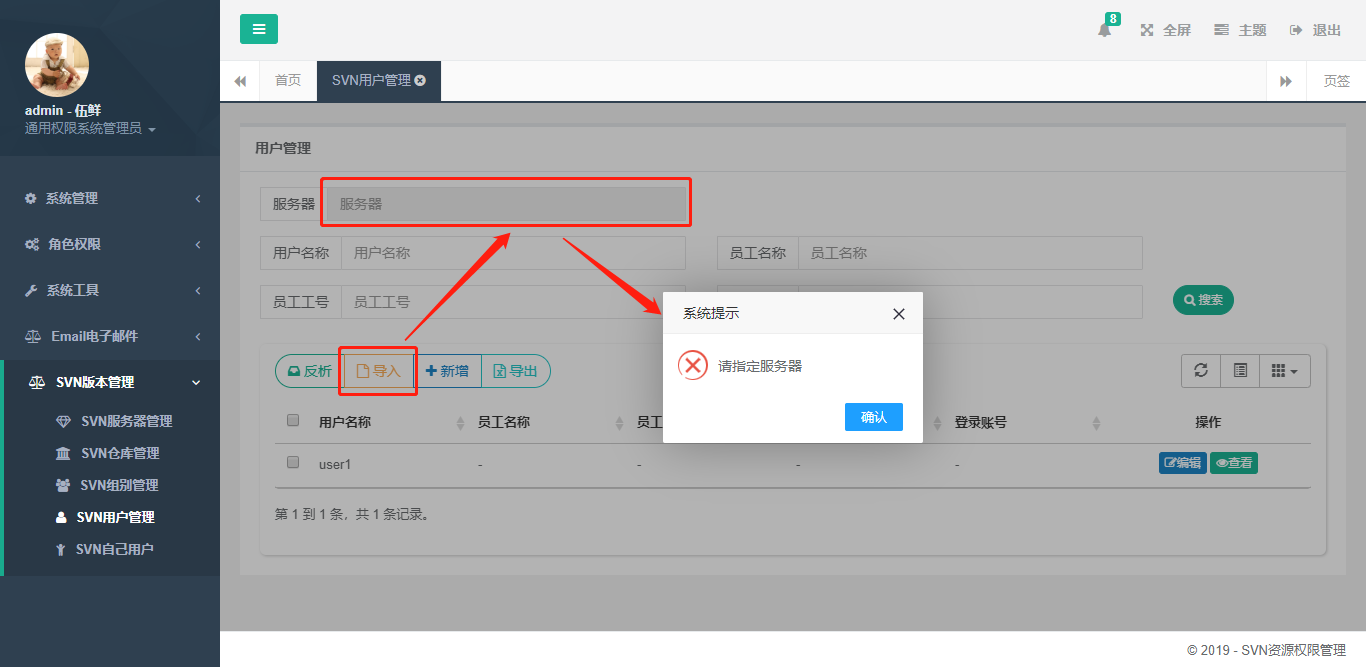 8
全屏
主题
退出
首页
SVN用户管理
页签
admin - 伍鲜
通用权限系统管理员
系统管理
角色权限
系统工具
Email电子邮件
SVN版本管理
SVN服务器管理
SVN仓库管理
SVN组别管理
SVN用户管理
SVN自己用户
用户管理
服务器 服务器
用户名称 用户名称 员工名称 员工名称
员工工号 员工工号
搜索
系统提示
请指定服务器
确认
反析 导入 新增 导出
用户名称 员工名称 员工 登录账号 操作
user1 - - - - 编辑 查看
第 1 到 1 条，共 1 条记录。
© 2019 - SVN资源权限管理